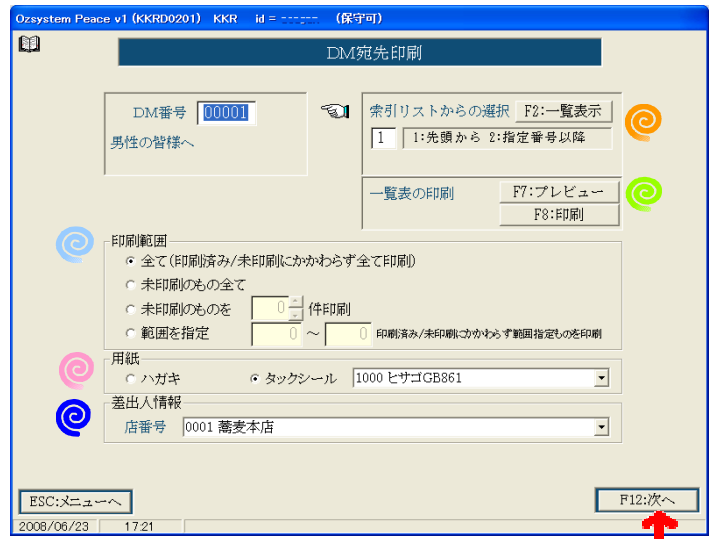 Ozsystem Peace v1 (KKRD0201) KKR id = (保守可)
DM宛先印刷
DM番号 00001
男性の皆様へ
索引リストからの選択 F2:一覧表示
1 1:先頭から 2:指定番号以降
一覧表の印刷 F7:プレビュー
F8:印刷
印刷範囲
全て(印刷済み/未印刷にかかわらず全て印刷)
未印刷のもの全て
未印刷のものを 0 件印刷
範囲を指定 0 ～ 0 印刷済み/未印刷にかかわらず範囲指定ものを印刷
用紙
ハガキ タックシール 1000 ヒサゴGB861
差出人情報
店番号 0001 蕎麦本店
ESC:メニューへ F12:次へ
2008/06/23 17:21